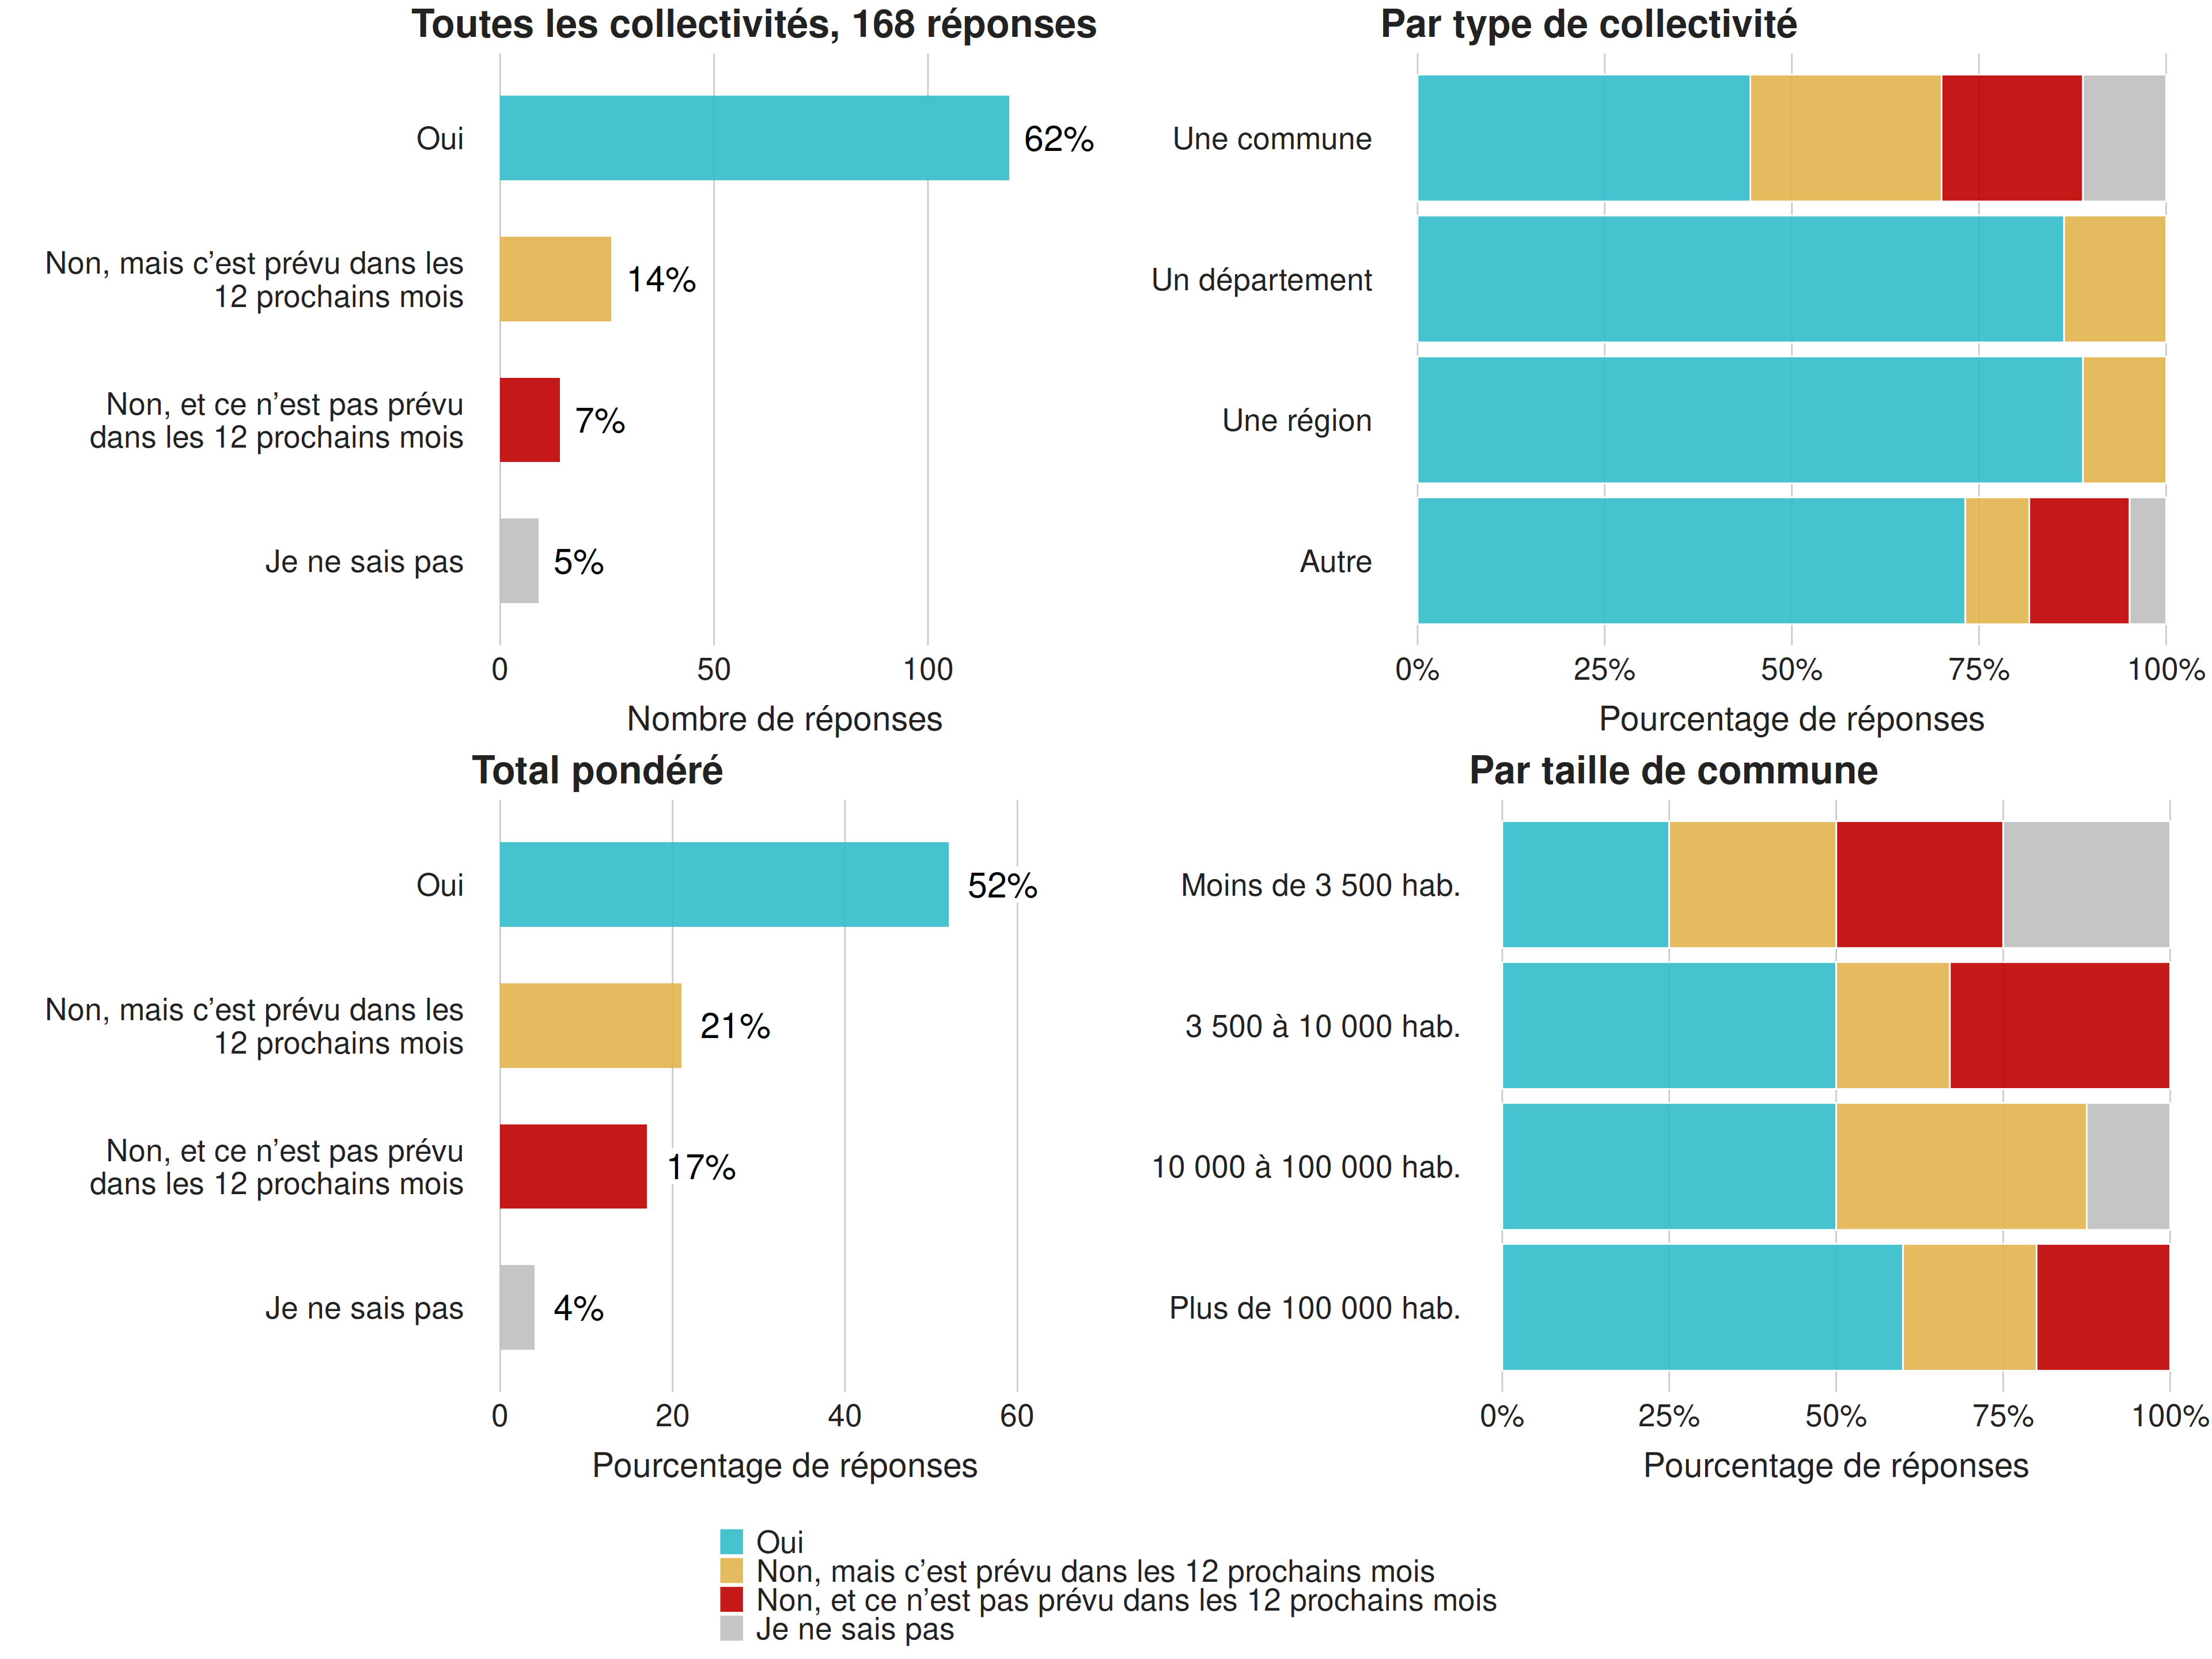 Toutes les collectivités, 168 réponses
Oui
62%
Non, mais c’est prévu dans les
12 prochains mois
14%
Non, et ce n’est pas prévu
dans les 12 prochains mois
7%
Je ne sais pas
5%
0 50 100
Nombre de réponses
Par type de collectivité
Une commune
Un département
Une région
Autre
0% 25% 50% 75% 100%
Pourcentage de réponses
Total pondéré
Oui
52%
Non, mais c’est prévu dans les
12 prochains mois
21%
Non, et ce n’est pas prévu
dans les 12 prochains mois
17%
Je ne sais pas
4%
0 20 40 60
Pourcentage de réponses
Par taille de commune
Moins de 3 500 hab.
3 500 à 10 000 hab.
10 000 à 100 000 hab.
Plus de 100 000 hab.
0% 25% 50% 75% 100%
Pourcentage de réponses
Oui
Non, mais c’est prévu dans les 12 prochains mois
Non, et ce n’est pas prévu dans les 12 prochains mois
Je ne sais pas